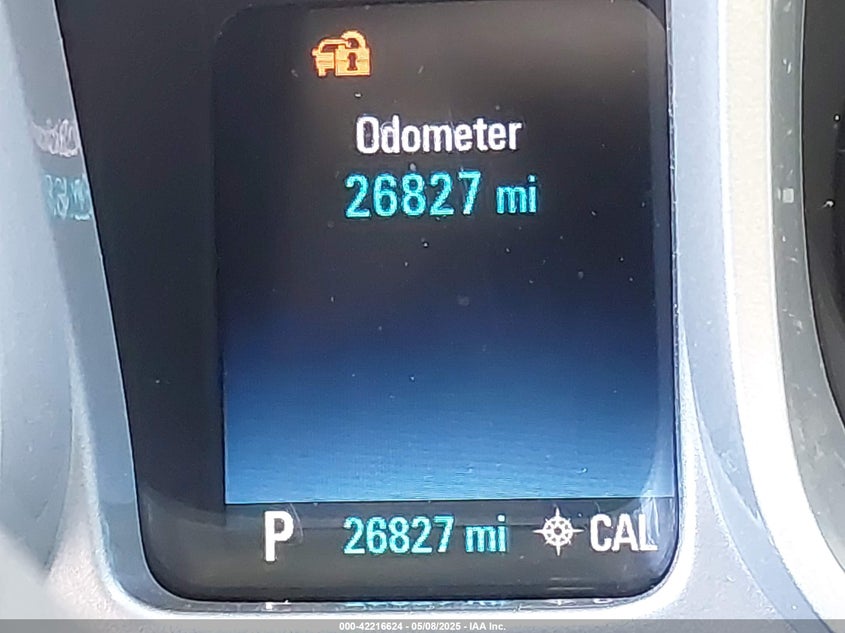 Odometer
26827 mi
P 26827 mi CAL
000-42216624 - 05/08/2025 - IAA Inc.